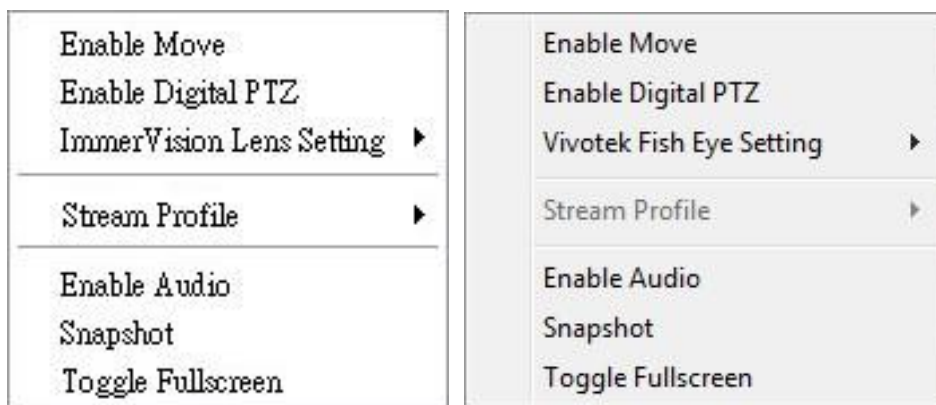 Enable Move
Enable Digital PTZ
ImmerVision Lens Setting
Stream Profile
Enable Audio
Snapshot
Toggle Fullscreen
Enable Move
Enable Digital PTZ
Vivotek Fish Eye Setting
Stream Profile
Enable Audio
Snapshot
Toggle Fullscreen